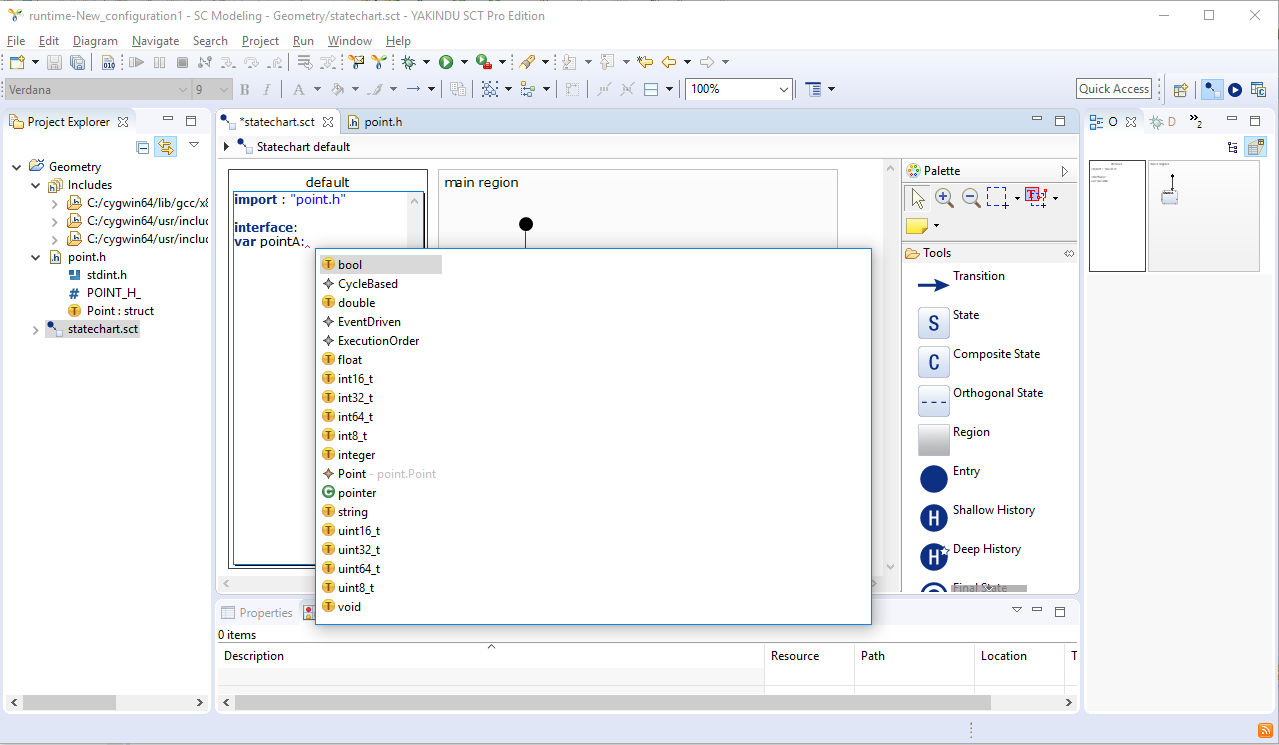 runtime-New_configuration1 - SC Modeling - Geometry/statechart.sct - YAKINDU SCT Pro Edition
File Edit Diagram Navigate Search Project Run Window Help
Verdana 9 B I A 100% Quick Access
Project Explorer
Geometry
Includes
C:/cygwin64/lib/gcc/x8
C:/cygwin64/usr/includ
C:/cygwin64/usr/includ
point.h
stdint.h
POINT_H_
Point : struct
statechart.sct
*statechart.sct point.h
Statechart default
default
import : "point.h"
interface:
var pointA:
main region
bool
CycleBased
double
EventDriven
ExecutionOrder
float
int16_t
int32_t
int64_t
int8_t
integer
Point - point.Point
pointer
string
uint16_t
uint32_t
uint64_t
uint8_t
void
Palette
Tools
Transition
State
Composite State
Orthogonal State
Region
Entry
Shallow History
Deep History
Final State
O D »2
Properties
0 items
Description Resource Path Location T